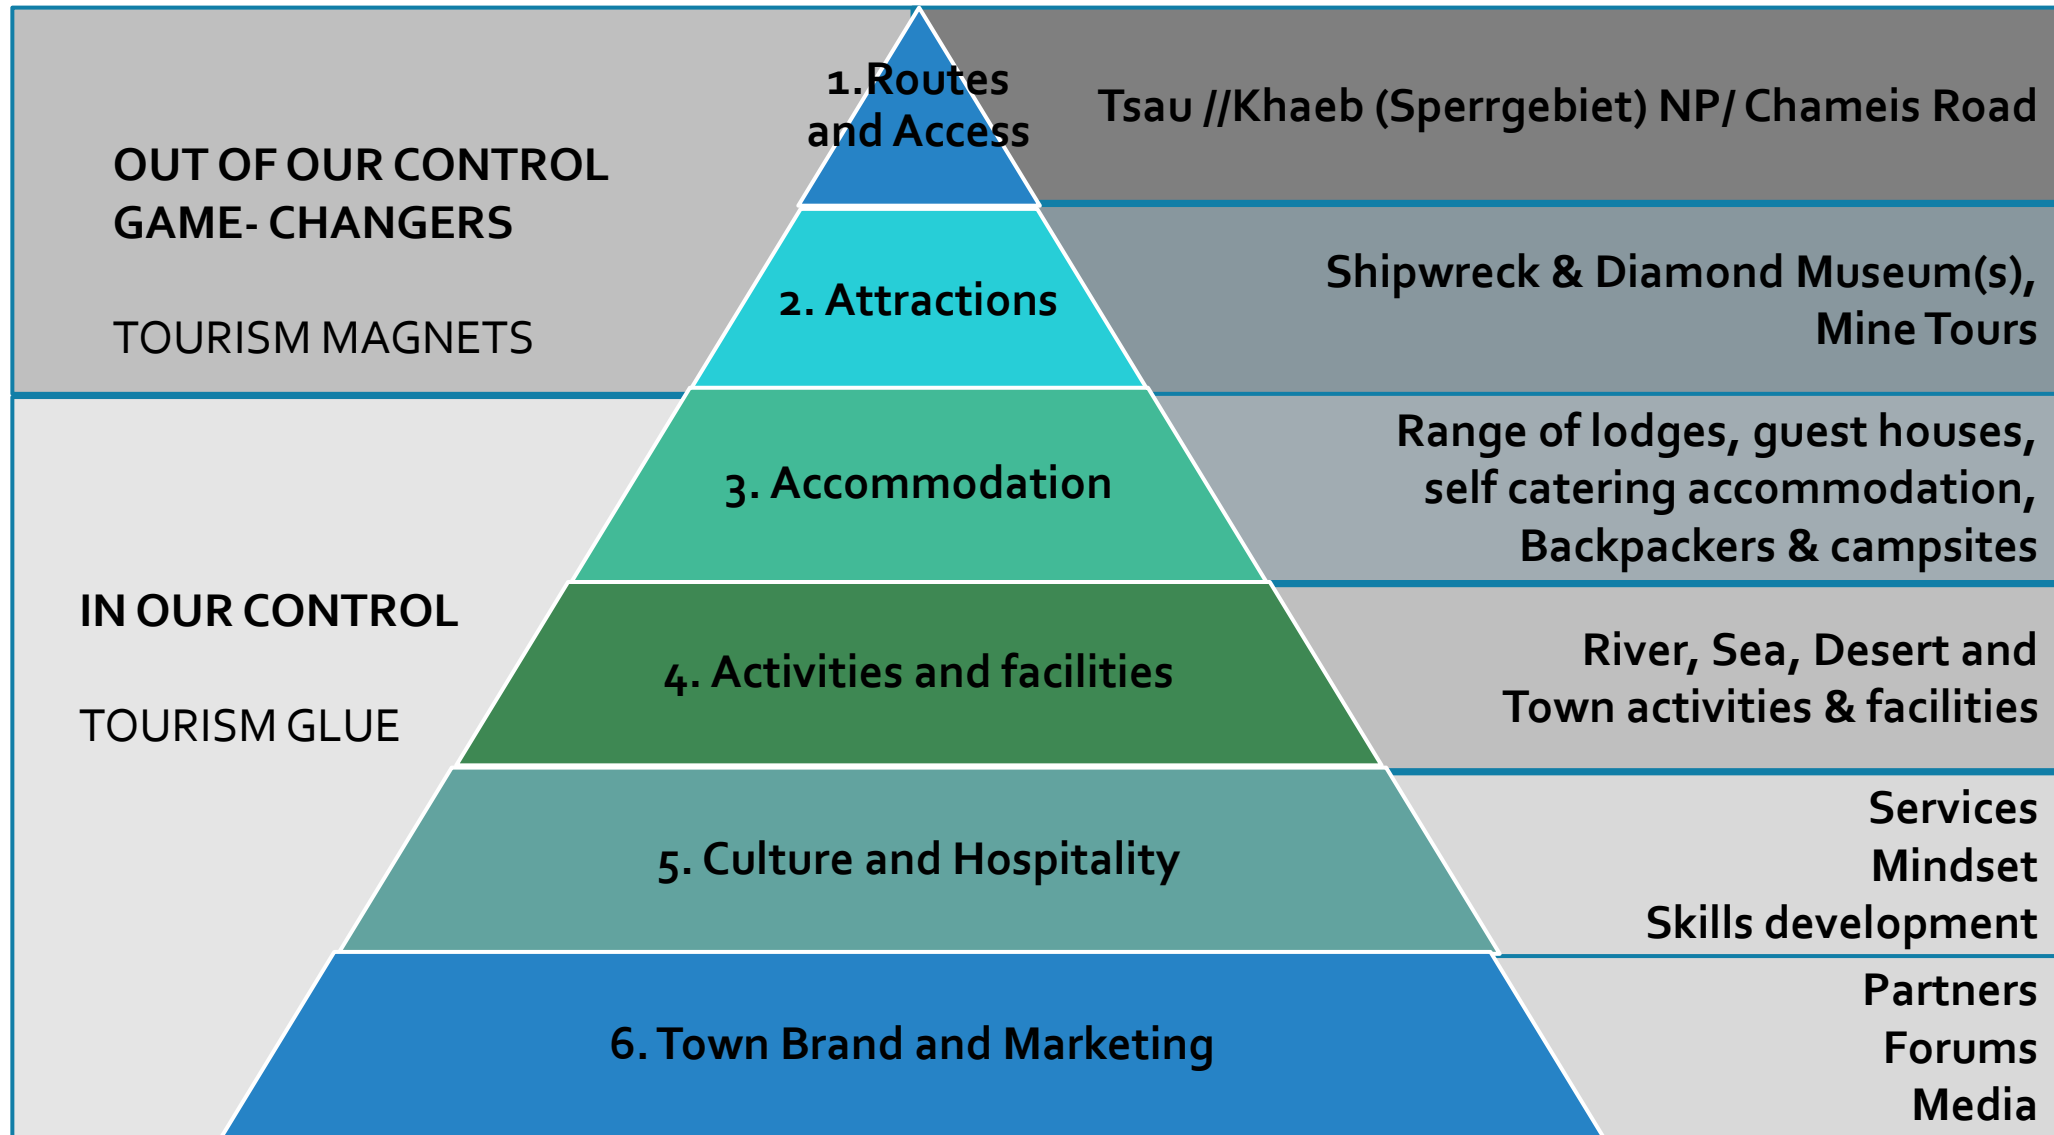 OUT OF OUR CONTROL
GAME- CHANGERS
TOURISM MAGNETS
IN OUR CONTROL
TOURISM GLUE
1.Routes
and Access
2. Attractions
3. Accommodation
4. Activities and facilities
5. Culture and Hospitality
6. Town Brand and Marketing
Tsau //Khaeb (Sperrgebiet) NP/ Chameis Road
Shipwreck & Diamond Museum(s),
Mine Tours
Range of lodges, guest houses,
self catering accommodation,
Backpackers & campsites
River, Sea, Desert and
Town activities & facilities
Services
Mindset
Skills development
Partners
Forums
Media